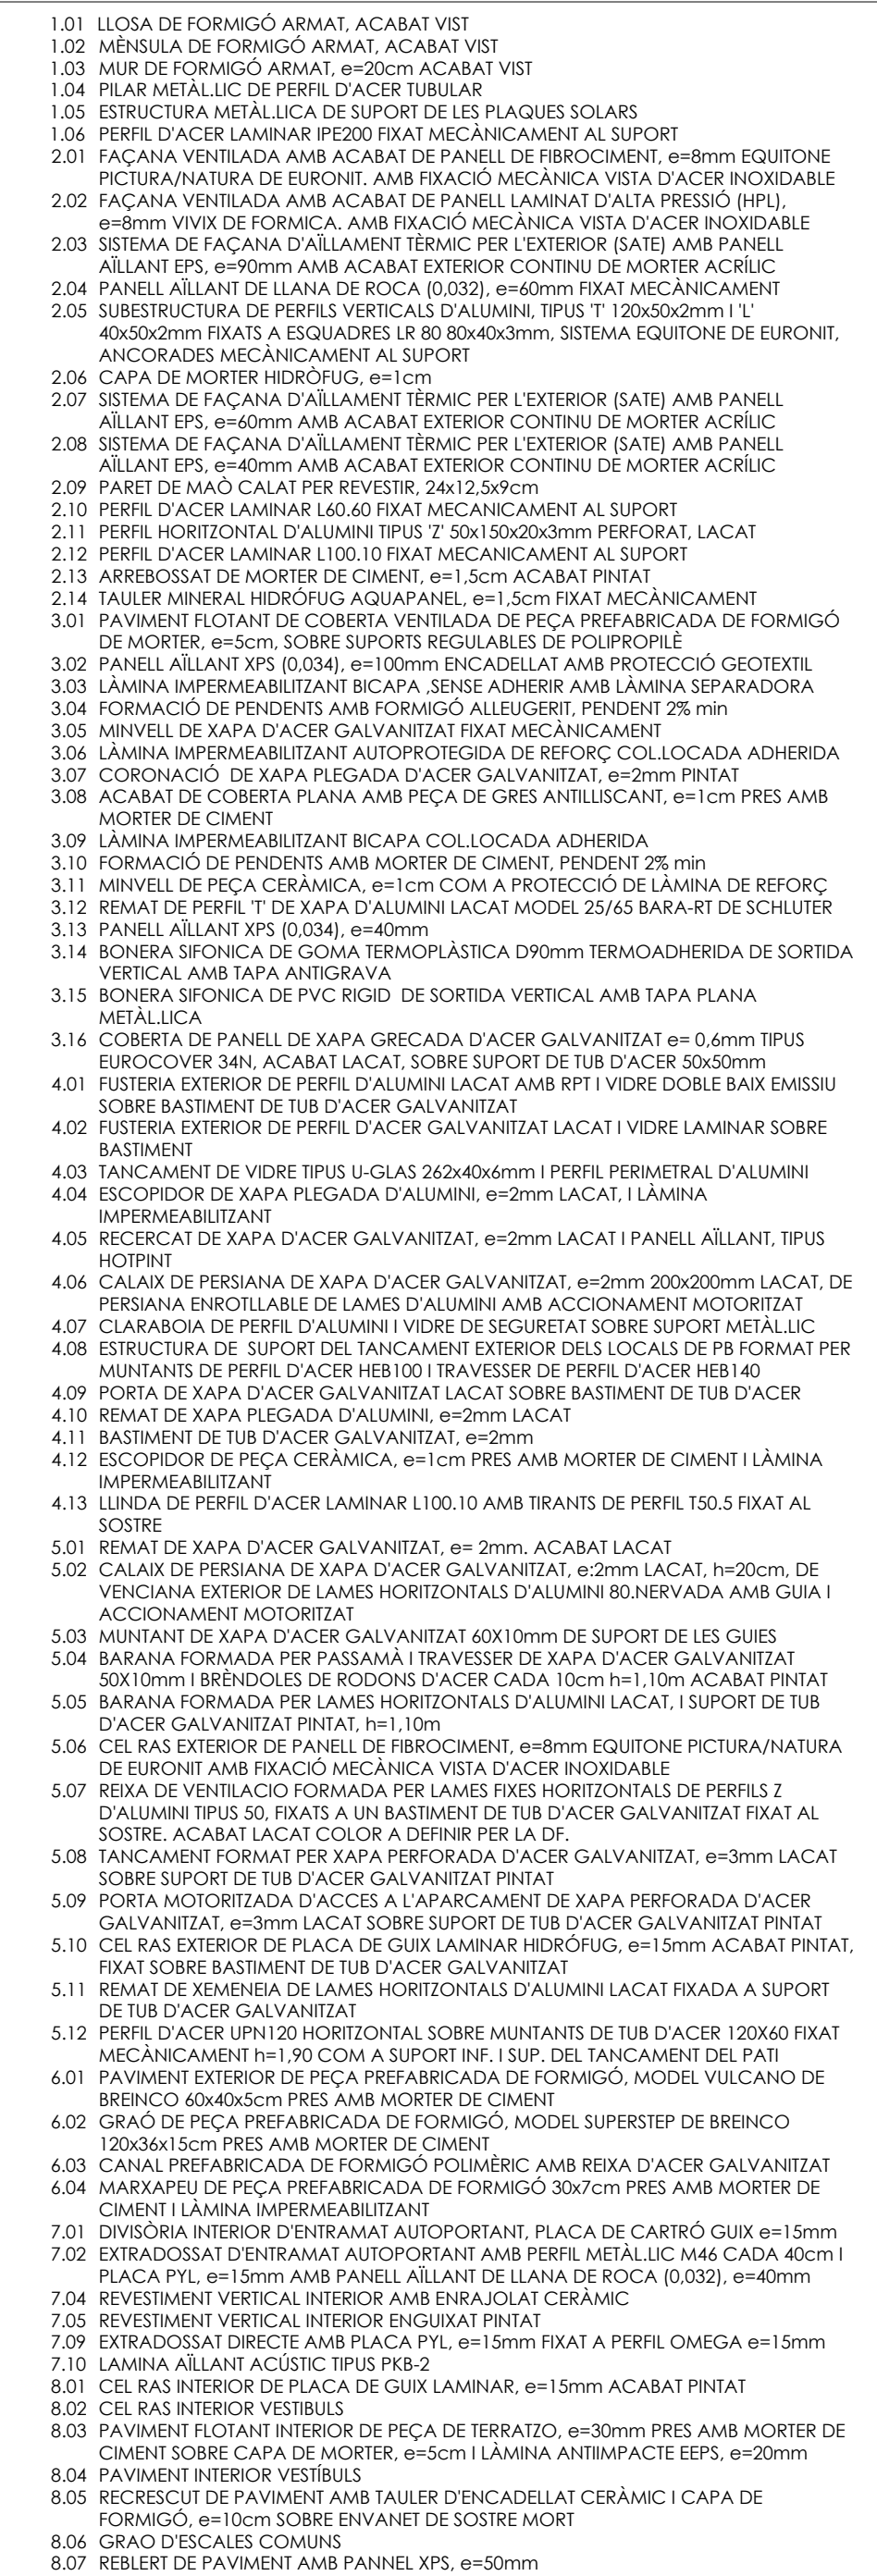 1.01 LLOSA DE FORMIGÓ ARMAT, ACABAT VIST
1.02 MÈNSULA DE FORMIGÓ ARMAT, ACABAT VIST
1.03 MUR DE FORMIGÓ ARMAT, e=20cm ACABAT VIST
1.04 PILAR METÀL.LIC DE PERFIL D'ACER TUBULAR
1.05 ESTRUCTURA METÀL.LICA DE SUPORT DE LES PLAQUES SOLARS
1.06 PERFIL D'ACER LAMINAR IPE200 FIXAT MECÀNICAMENT AL SUPORT
2.01 FAÇANA VENTILADA AMB ACABAT DE PANELL DE FIBROCIMENT, e=8mm EQUITONE
PICTURA/NATURA DE EURONIT. AMB FIXACIÓ MECÀNICA VISTA D'ACER INOXIDABLE
2.02 FAÇANA VENTILADA AMB ACABAT DE PANELL LAMINAT D'ALTA PRESSIÓ (HPL),
e=8mm VIVIX DE FORMICA. AMB FIXACIÓ MECÀNICA VISTA D'ACER INOXIDABLE
2.03 SISTEMA DE FAÇANA D'AÏLLAMENT TÈRMIC PER L'EXTERIOR (SATE) AMB PANELL
AÏLLANT EPS, e=90mm AMB ACABAT EXTERIOR CONTINU DE MORTER ACRÍLIC
2.04 PANELL AÏLLANT DE LLANA DE ROCA (0,032), e=60mm FIXAT MECÀNICAMENT
2.05 SUBESTRUCTURA DE PERFILS VERTICALS D'ALUMINI, TIPUS 'T' 120x50x2mm I 'L'
40x50x2mm FIXATS A ESQUADRES LR 80 80x40x3mm, SISTEMA EQUITONE DE EURONIT,
ANCORADES MECÀNICAMENT AL SUPORT
2.06 CAPA DE MORTER HIDRÒFUG, e=1cm
2.07 SISTEMA DE FAÇANA D'AÏLLAMENT TÈRMIC PER L'EXTERIOR (SATE) AMB PANELL
AÏLLANT EPS, e=60mm AMB ACABAT EXTERIOR CONTINU DE MORTER ACRÍLIC
2.08 SISTEMA DE FAÇANA D'AÏLLAMENT TÈRMIC PER L'EXTERIOR (SATE) AMB PANELL
AÏLLANT EPS, e=40mm AMB ACABAT EXTERIOR CONTINU DE MORTER ACRÍLIC
2.09 PARET DE MAÒ CALAT PER REVESTIR, 24x12,5x9cm
2.10 PERFIL D'ACER LAMINAR L60.60 FIXAT MECANICAMENT AL SUPORT
2.11 PERFIL HORITZONTAL D'ALUMINI TIPUS 'Z' 50x150x20x3mm PERFORAT, LACAT
2.12 PERFIL D'ACER LAMINAR L100.10 FIXAT MECANICAMENT AL SUPORT
2.13 ARREBOSSAT DE MORTER DE CIMENT, e=1,5cm ACABAT PINTAT
2.14 TAULER MINERAL HIDRÓFUG AQUAPANEL, e=1,5cm FIXAT MECÀNICAMENT
3.01 PAVIMENT FLOTANT DE COBERTA VENTILADA DE PEÇA PREFABRICADA DE FORMIGÓ
DE MORTER, e=5cm, SOBRE SUPORTS REGULABLES DE POLIPROPILÈ
3.02 PANELL AÏLLANT XPS (0,034), e=100mm ENCADELLAT AMB PROTECCIÓ GEOTEXTIL
3.03 LÀMINA IMPERMEABILITZANT BICAPA ,SENSE ADHERIR AMB LÀMINA SEPARADORA
3.04 FORMACIÓ DE PENDENTS AMB FORMIGÓ ALLEUGERIT, PENDENT 2% min
3.05 MINVELL DE XAPA D'ACER GALVANITZAT FIXAT MECÀNICAMENT
3.06 LÀMINA IMPERMEABILITZANT AUTOPROTEGIDA DE REFORÇ COL.LOCADA ADHERIDA
3.07 CORONACIÓ DE XAPA PLEGADA D'ACER GALVANITZAT, e=2mm PINTAT
3.08 ACABAT DE COBERTA PLANA AMB PEÇA DE GRES ANTILLISCANT, e=1cm PRES AMB
MORTER DE CIMENT
3.09 LÀMINA IMPERMEABILITZANT BICAPA COL.LOCADA ADHERIDA
3.10 FORMACIÓ DE PENDENTS AMB MORTER DE CIMENT, PENDENT 2% min
3.11 MINVELL DE PEÇA CERÀMICA, e=1cm COM A PROTECCIÓ DE LÀMINA DE REFORÇ
3.12 REMAT DE PERFIL 'T' DE XAPA D'ALUMINI LACAT MODEL 25/65 BARA-RT DE SCHLUTER
3.13 PANELL AÏLLANT XPS (0,034), e=40mm
3.14 BONERA SIFONICA DE GOMA TERMOPLÀSTICA D90mm TERMOADHERIDA DE SORTIDA
VERTICAL AMB TAPA ANTIGRAVA
3.15 BONERA SIFONICA DE PVC RIGID DE SORTIDA VERTICAL AMB TAPA PLANA
METÀL.LICA
3.16 COBERTA DE PANELL DE XAPA GRECADA D'ACER GALVANITZAT e= 0,6mm TIPUS
EUROCOVER 34N, ACABAT LACAT, SOBRE SUPORT DE TUB D'ACER 50x50mm
4.01 FUSTERIA EXTERIOR DE PERFIL D'ALUMINI LACAT AMB RPT I VIDRE DOBLE BAIX EMISSIU
SOBRE BASTIMENT DE TUB D'ACER GALVANITZAT
4.02 FUSTERIA EXTERIOR DE PERFIL D'ACER GALVANITZAT LACAT I VIDRE LAMINAR SOBRE
BASTIMENT
4.03 TANCAMENT DE VIDRE TIPUS U-GLAS 262x40x6mm I PERFIL PERIMETRAL D'ALUMINI
4.04 ESCOPIDOR DE XAPA PLEGADA D'ALUMINI, e=2mm LACAT, I LÀMINA
IMPERMEABILITZANT
4.05 RECERCAT DE XAPA D'ACER GALVANITZAT, e=2mm LACAT I PANELL AÏLLANT, TIPUS
HOTPINT
4.06 CALAIX DE PERSIANA DE XAPA D'ACER GALVANITZAT, e=2mm 200x200mm LACAT, DE
PERSIANA ENROTLLABLE DE LAMES D'ALUMINI AMB ACCIONAMENT MOTORITZAT
4.07 CLARABOIA DE PERFIL D'ALUMINI I VIDRE DE SEGURETAT SOBRE SUPORT METÀL.LIC
4.08 ESTRUCTURA DE SUPORT DEL TANCAMENT EXTERIOR DELS LOCALS DE PB FORMAT PER
MUNTANTS DE PERFIL D'ACER HEB100 I TRAVESSER DE PERFIL D'ACER HEB140
4.09 PORTA DE XAPA D'ACER GALVANITZAT LACAT SOBRE BASTIMENT DE TUB D'ACER
4.10 REMAT DE XAPA PLEGADA D'ALUMINI, e=2mm LACAT
4.11 BASTIMENT DE TUB D'ACER GALVANITZAT, e=2mm
4.12 ESCOPIDOR DE PEÇA CERÀMICA, e=1cm PRES AMB MORTER DE CIMENT I LÀMINA
IMPERMEABILITZANT
4.13 LLINDA DE PERFIL D'ACER LAMINAR L100.10 AMB TIRANTS DE PERFIL T50.5 FIXAT AL
SOSTRE
5.01 REMAT DE XAPA D'ACER GALVANITZAT, e= 2mm. ACABAT LACAT
5.02 CALAIX DE PERSIANA DE XAPA D'ACER GALVANITZAT, e:2mm LACAT, h=20cm, DE
VENCIANA EXTERIOR DE LAMES HORITZONTALS D'ALUMINI 80.NERVADA AMB GUIA I
ACCIONAMENT MOTORITZAT
5.03 MUNTANT DE XAPA D'ACER GALVANITZAT 60X10mm DE SUPORT DE LES GUIES
5.04 BARANA FORMADA PER PASSAMÀ I TRAVESSER DE XAPA D'ACER GALVANITZAT
50X10mm I BRÈNDOLES DE RODONS D'ACER CADA 10cm h=1,10m ACABAT PINTAT
5.05 BARANA FORMADA PER LAMES HORITZONTALS D'ALUMINI LACAT, I SUPORT DE TUB
D'ACER GALVANITZAT PINTAT, h=1,10m
5.06 CEL RAS EXTERIOR DE PANELL DE FIBROCIMENT, e=8mm EQUITONE PICTURA/NATURA
DE EURONIT AMB FIXACIÓ MECÀNICA VISTA D'ACER INOXIDABLE
5.07 REIXA DE VENTILACIO FORMADA PER LAMES FIXES HORITZONTALS DE PERFILS Z
D'ALUMINI TIPUS 50, FIXATS A UN BASTIMENT DE TUB D'ACER GALVANITZAT FIXAT AL
SOSTRE. ACABAT LACAT COLOR A DEFINIR PER LA DF.
5.08 TANCAMENT FORMAT PER XAPA PERFORADA D'ACER GALVANITZAT, e=3mm LACAT
SOBRE SUPORT DE TUB D'ACER GALVANITZAT PINTAT
5.09 PORTA MOTORITZADA D'ACCES A L'APARCAMENT DE XAPA PERFORADA D'ACER
GALVANITZAT, e=3mm LACAT SOBRE SUPORT DE TUB D'ACER GALVANITZAT PINTAT
5.10 CEL RAS EXTERIOR DE PLACA DE GUIX LAMINAR HIDRÓFUG, e=15mm ACABAT PINTAT,
FIXAT SOBRE BASTIMENT DE TUB D'ACER GALVANITZAT
5.11 REMAT DE XEMENEIA DE LAMES HORITZONTALS D'ALUMINI LACAT FIXADA A SUPORT
DE TUB D'ACER GALVANITZAT
5.12 PERFIL D'ACER UPN120 HORITZONTAL SOBRE MUNTANTS DE TUB D'ACER 120X60 FIXAT
MECÀNICAMENT h=1,90 COM A SUPORT INF. I SUP. DEL TANCAMENT DEL PATI
6.01 PAVIMENT EXTERIOR DE PEÇA PREFABRICADA DE FORMIGÓ, MODEL VULCANO DE
BREINCO 60x40x5cm PRES AMB MORTER DE CIMENT
6.02 GRAÓ DE PEÇA PREFABRICADA DE FORMIGÓ, MODEL SUPERSTEP DE BREINCO
120x36x15cm PRES AMB MORTER DE CIMENT
6.03 CANAL PREFABRICADA DE FORMIGÓ POLIMÈRIC AMB REIXA D'ACER GALVANITZAT
6.04 MARXAPEU DE PEÇA PREFABRICADA DE FORMIGÓ 30x7cm PRES AMB MORTER DE
CIMENT I LÀMINA IMPERMEABILITZANT
7.01 DIVISÒRIA INTERIOR D'ENTRAMAT AUTOPORTANT, PLACA DE CARTRÓ GUIX e=15mm
7.02 EXTRADOSSAT D'ENTRAMAT AUTOPORTANT AMB PERFIL METÀL.LIC M46 CADA 40cm I
PLACA PYL, e=15mm AMB PANELL AÏLLANT DE LLANA DE ROCA (0,032), e=40mm
7.04 REVESTIMENT VERTICAL INTERIOR AMB ENRAJOLAT CERÀMIC
7.05 REVESTIMENT VERTICAL INTERIOR ENGUIXAT PINTAT
7.09 EXTRADOSSAT DIRECTE AMB PLACA PYL, e=15mm FIXAT A PERFIL OMEGA e=15mm
7.10 LAMINA AÏLLANT ACÚSTIC TIPUS PKB-2
8.01 CEL RAS INTERIOR DE PLACA DE GUIX LAMINAR, e=15mm ACABAT PINTAT
8.02 CEL RAS INTERIOR VESTIBULS
8.03 PAVIMENT FLOTANT INTERIOR DE PEÇA DE TERRATZO, e=30mm PRES AMB MORTER DE
CIMENT SOBRE CAPA DE MORTER, e=5cm I LÀMINA ANTIIMPACTE EEPS, e=20mm
8.04 PAVIMENT INTERIOR VESTÍBULS
8.05 RECRESCUT DE PAVIMENT AMB TAULER D'ENCADELLAT CERÀMIC I CAPA DE
FORMIGÓ, e=10cm SOBRE ENVANET DE SOSTRE MORT
8.06 GRAO D'ESCALES COMUNS
8.07 REBLERT DE PAVIMENT AMB PANNEL XPS, e=50mm